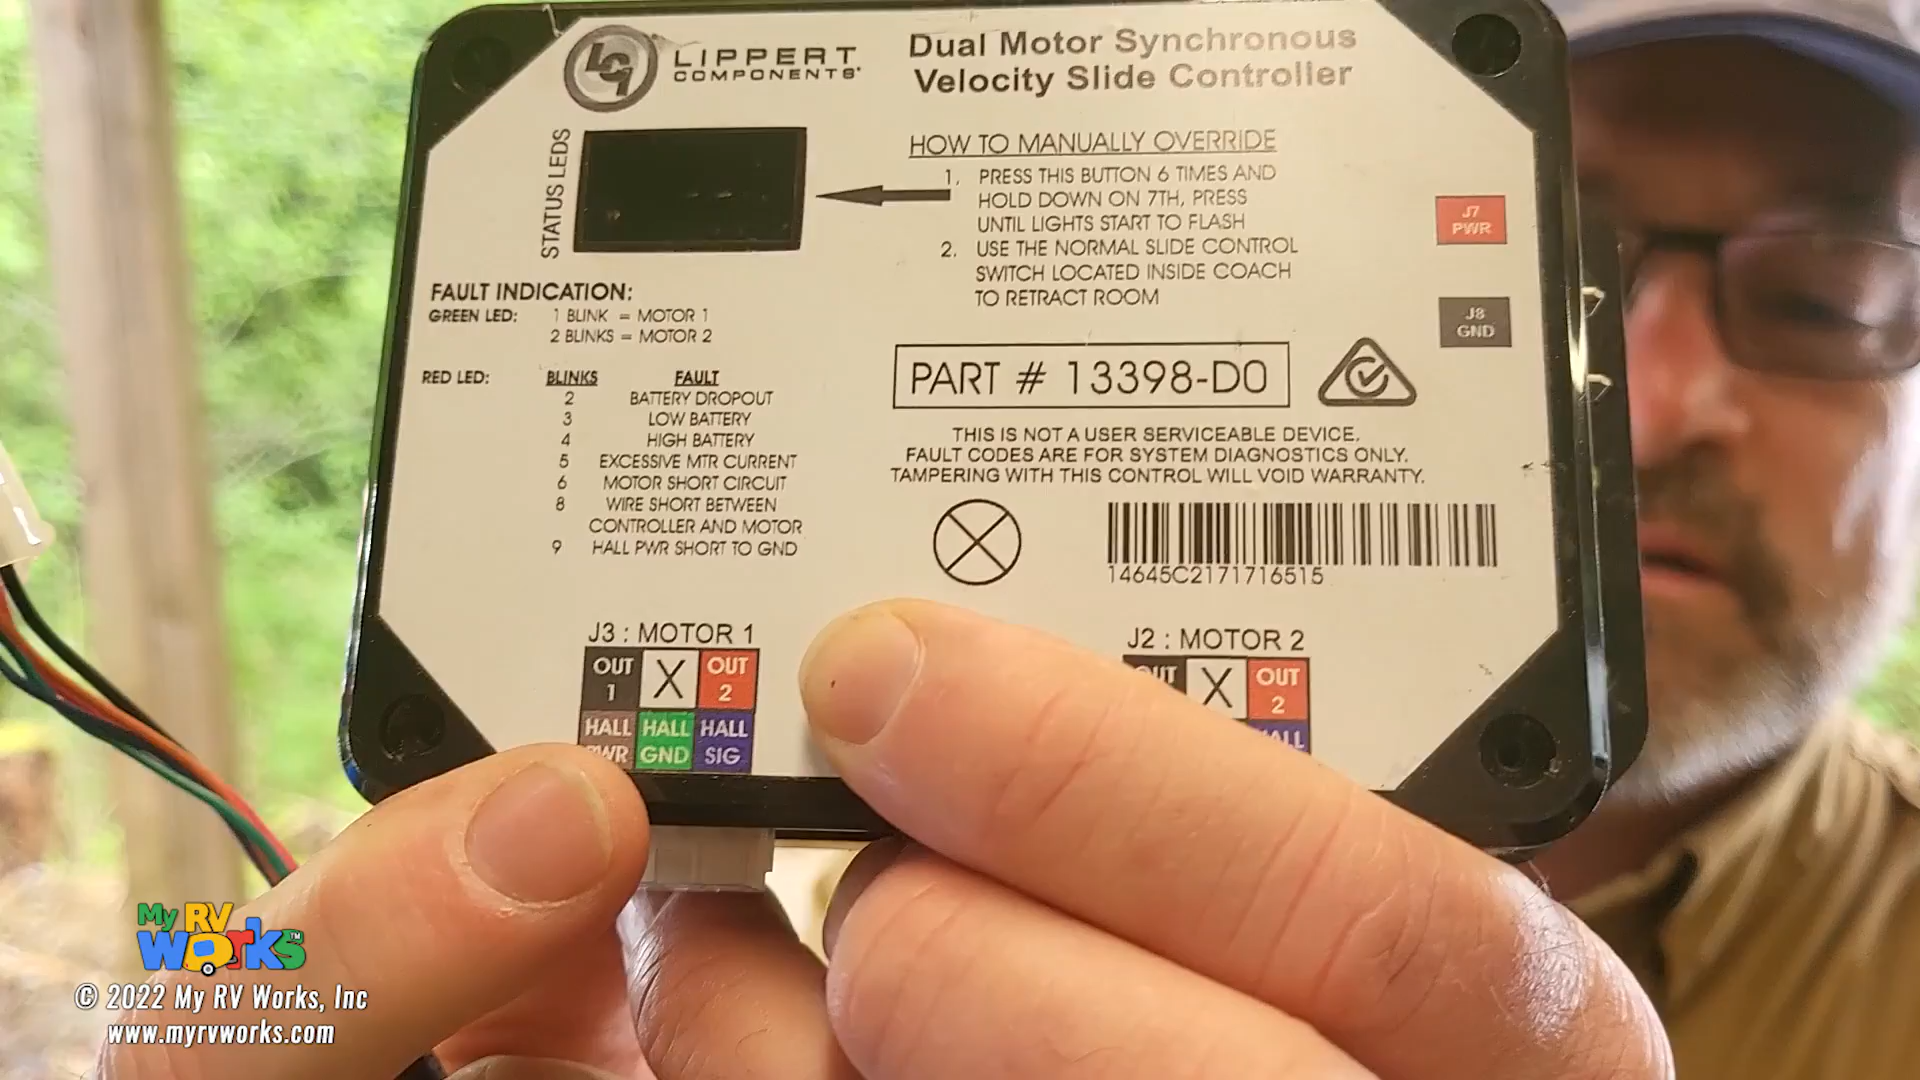 LCI
LIPPERT
COMPONENTS
Dual Motor Synchronous
Velocity Slide Controller
STATUS LEDS
HOW TO MANUALLY OVERRIDE
1. PRESS THIS BUTTON 6 TIMES AND
HOLD DOWN ON 7TH, PRESS
UNTIL LIGHTS START TO FLASH
2. USE THE NORMAL SLIDE CONTROL
SWITCH LOCATED INSIDE COACH
TO RETRACT ROOM
J7
PWR
J8
GND
FAULT INDICATION:
GREEN LED: 1 BLINK = MOTOR 1
2 BLINKS = MOTOR 2
RED LED: BLINKS FAULT
2 BATTERY DROPOUT
3 LOW BATTERY
4 HIGH BATTERY
5 EXCESSIVE MTR CURRENT
6 MOTOR SHORT CIRCUIT
8 WIRE SHORT BETWEEN
CONTROLLER AND MOTOR
9 HALL PWR SHORT TO GND
PART # 13398-D0
THIS IS NOT A USER SERVICEABLE DEVICE.
FAULT CODES ARE FOR SYSTEM DIAGNOSTICS ONLY.
TAMPERING WITH THIS CONTROL WILL VOID WARRANTY.
14645C2171716515
J3 : MOTOR 1
OUT 1 X OUT 2
HALL PWR HALL GND HALL SIG
J2 : MOTOR 2
OUT X OUT 2
HALL
My RV
Works™
© 2022 My RV Works, Inc
www.myrvworks.com